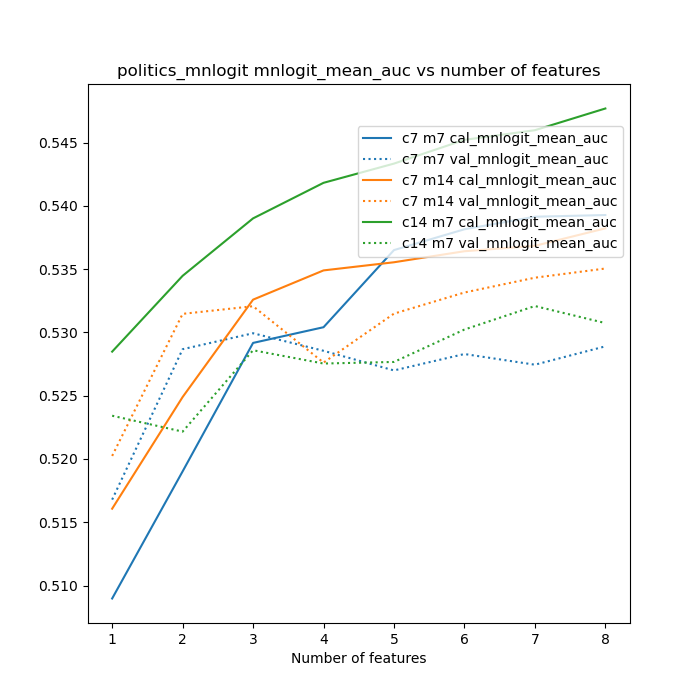 politics_mnlogit mnlogit_mean_auc vs number of features
0.545
0.540
0.535
0.530
0.525
0.520
0.515
0.510
c7 m7 cal_mnlogit_mean_auc
c7 m7 val_mnlogit_mean_auc
c7 m14 cal_mnlogit_mean_auc
c7 m14 val_mnlogit_mean_auc
c14 m7 cal_mnlogit_mean_auc
c14 m7 val_mnlogit_mean_auc
1 2 3 4 5 6 7 8
Number of features